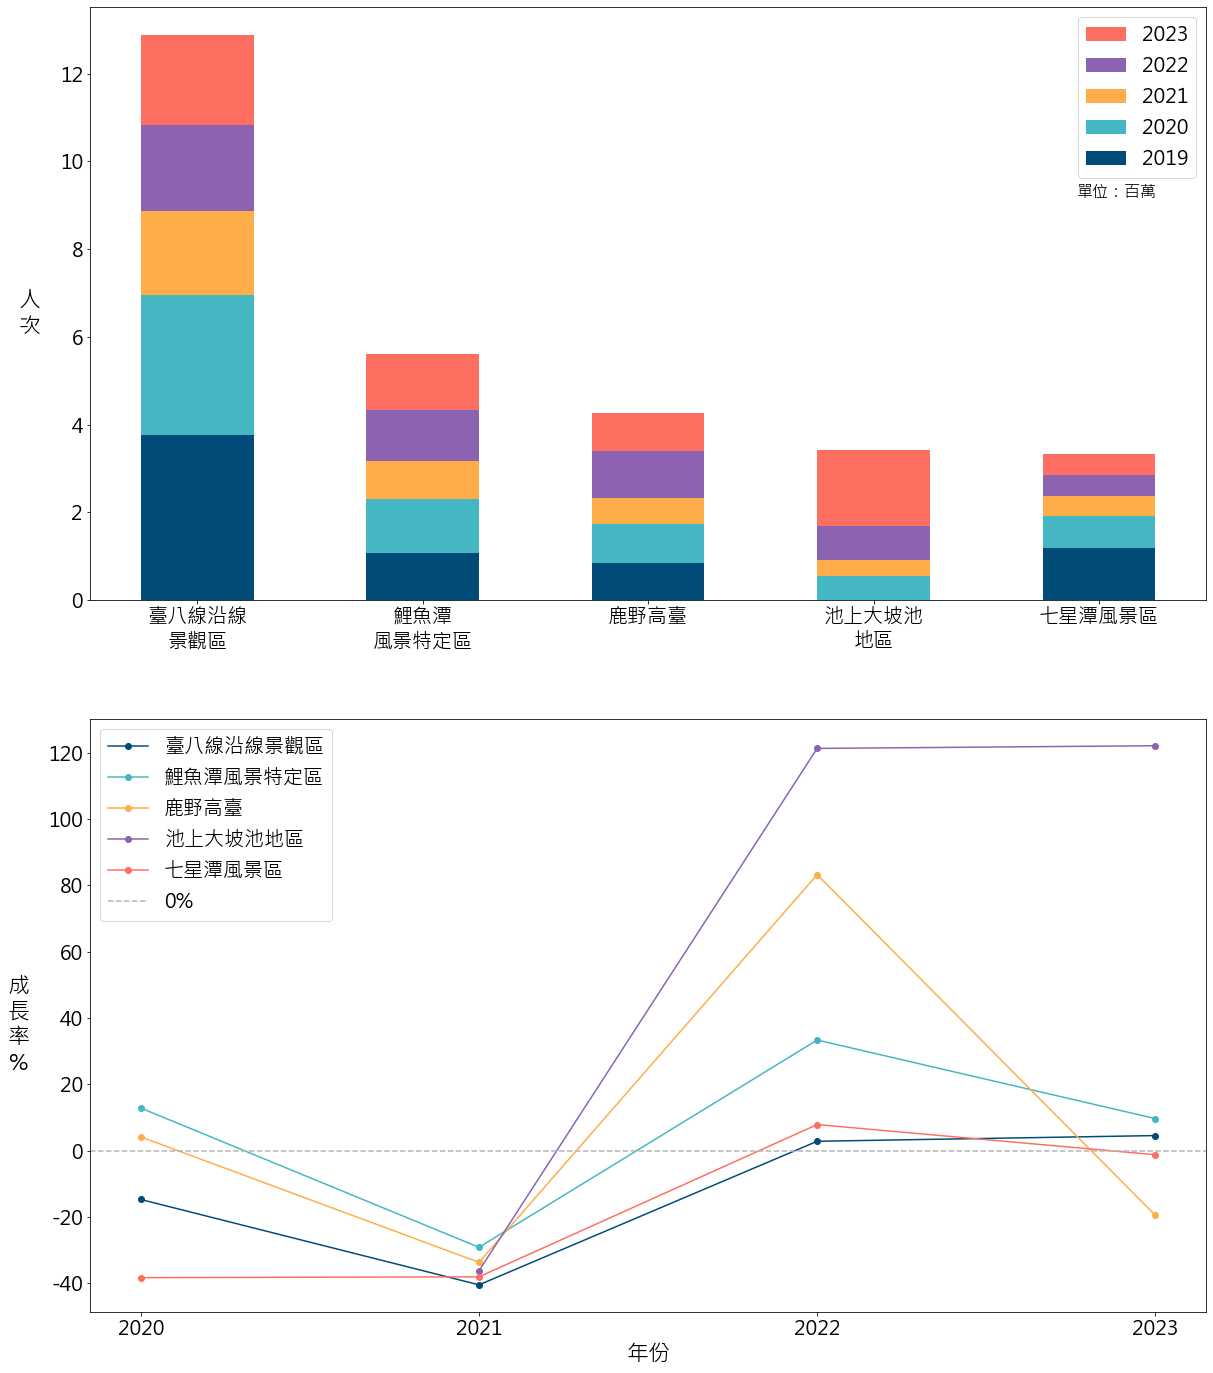 12
10
8
6
4
2
0
人
次
2023
2022
2021
2020
2019
單位：百萬
臺八線沿線
景觀區
鯉魚潭
風景特定區
鹿野高臺
池上大坡池
地區
七星潭風景區
120
100
80
60
40
20
0
-20
-40
成
長
率
%
臺八線沿線景觀區
鯉魚潭風景特定區
鹿野高臺
池上大坡池地區
七星潭風景區
0%
2020
2021
2022
2023
年份